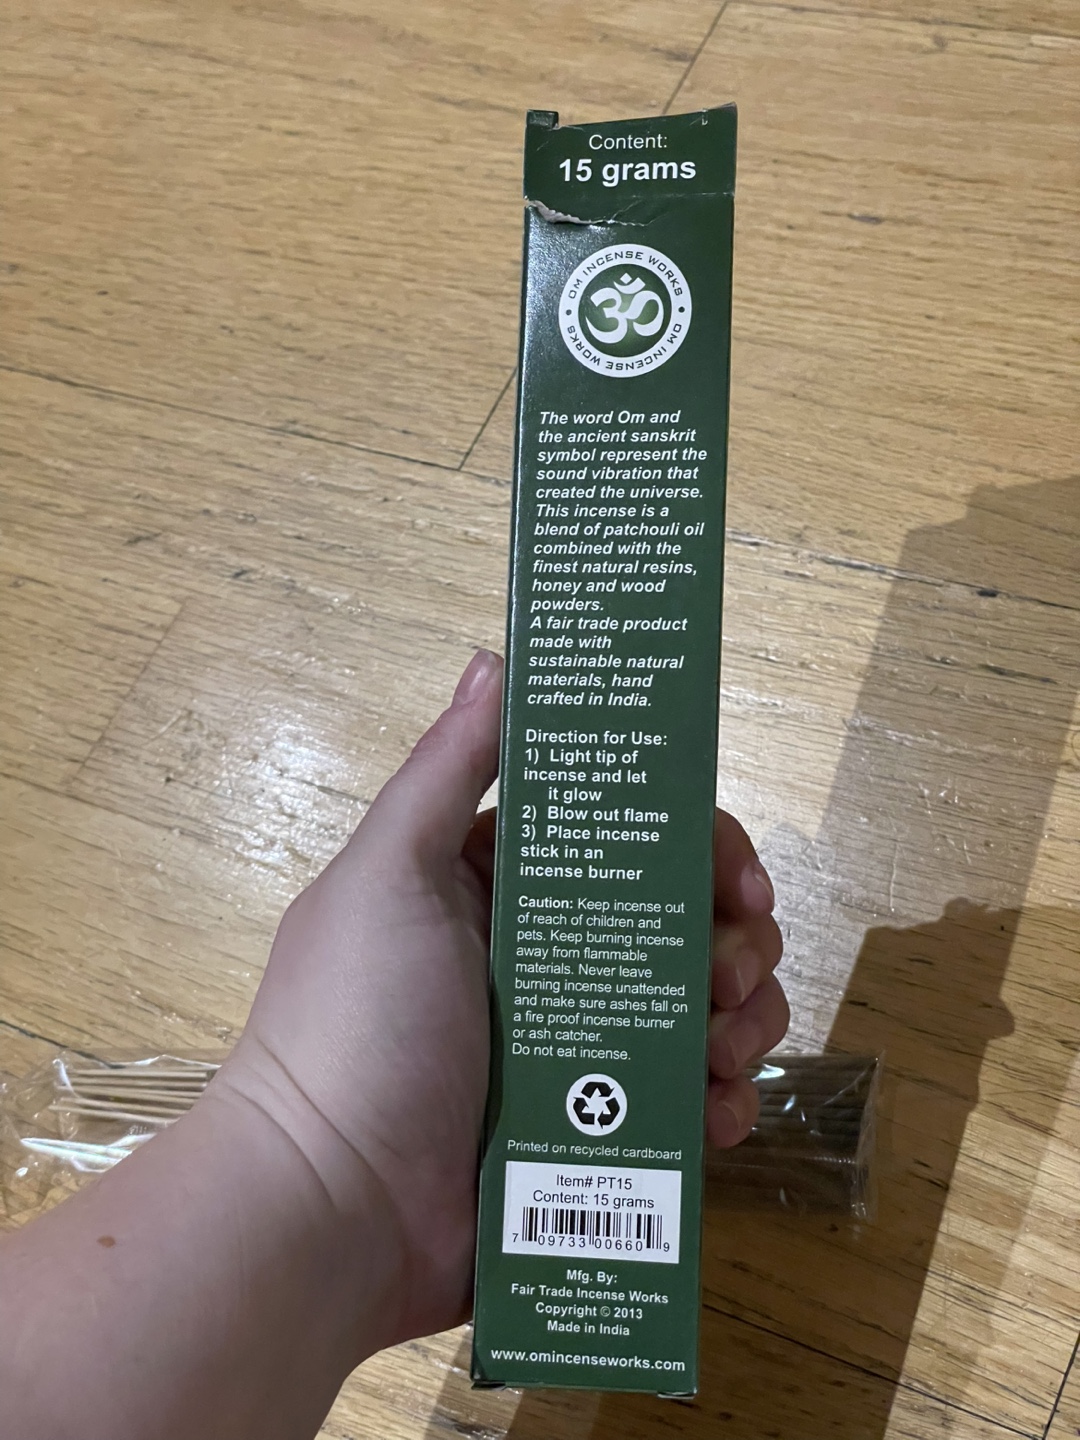 Content:
15 grams
OM INCENSE WORKS • OM INCENSE WORKS •
ॐ
The word Om and
the ancient sanskrit
symbol represent the
sound vibration that
created the universe.
This incense is a
blend of patchouli oil
combined with the
finest natural resins,
honey and wood
powders.
A fair trade product
made with
sustainable natural
materials, hand
crafted in India.
Direction for Use:
1) Light tip of
incense and let
it glow
2) Blow out flame
3) Place incense
stick in an
incense burner
Caution: Keep incense out
of reach of children and
pets. Keep burning incense
away from flammable
materials. Never leave
burning incense unattended
and make sure ashes fall on
a fire proof incense burner
or ash catcher.
Do not eat incense.
Printed on recycled cardboard
Item# PT15
Content: 15 grams
7 09733 00660 9
Mfg. By:
Fair Trade Incense Works
Copyright © 2013
Made in India
www.omincenseworks.com